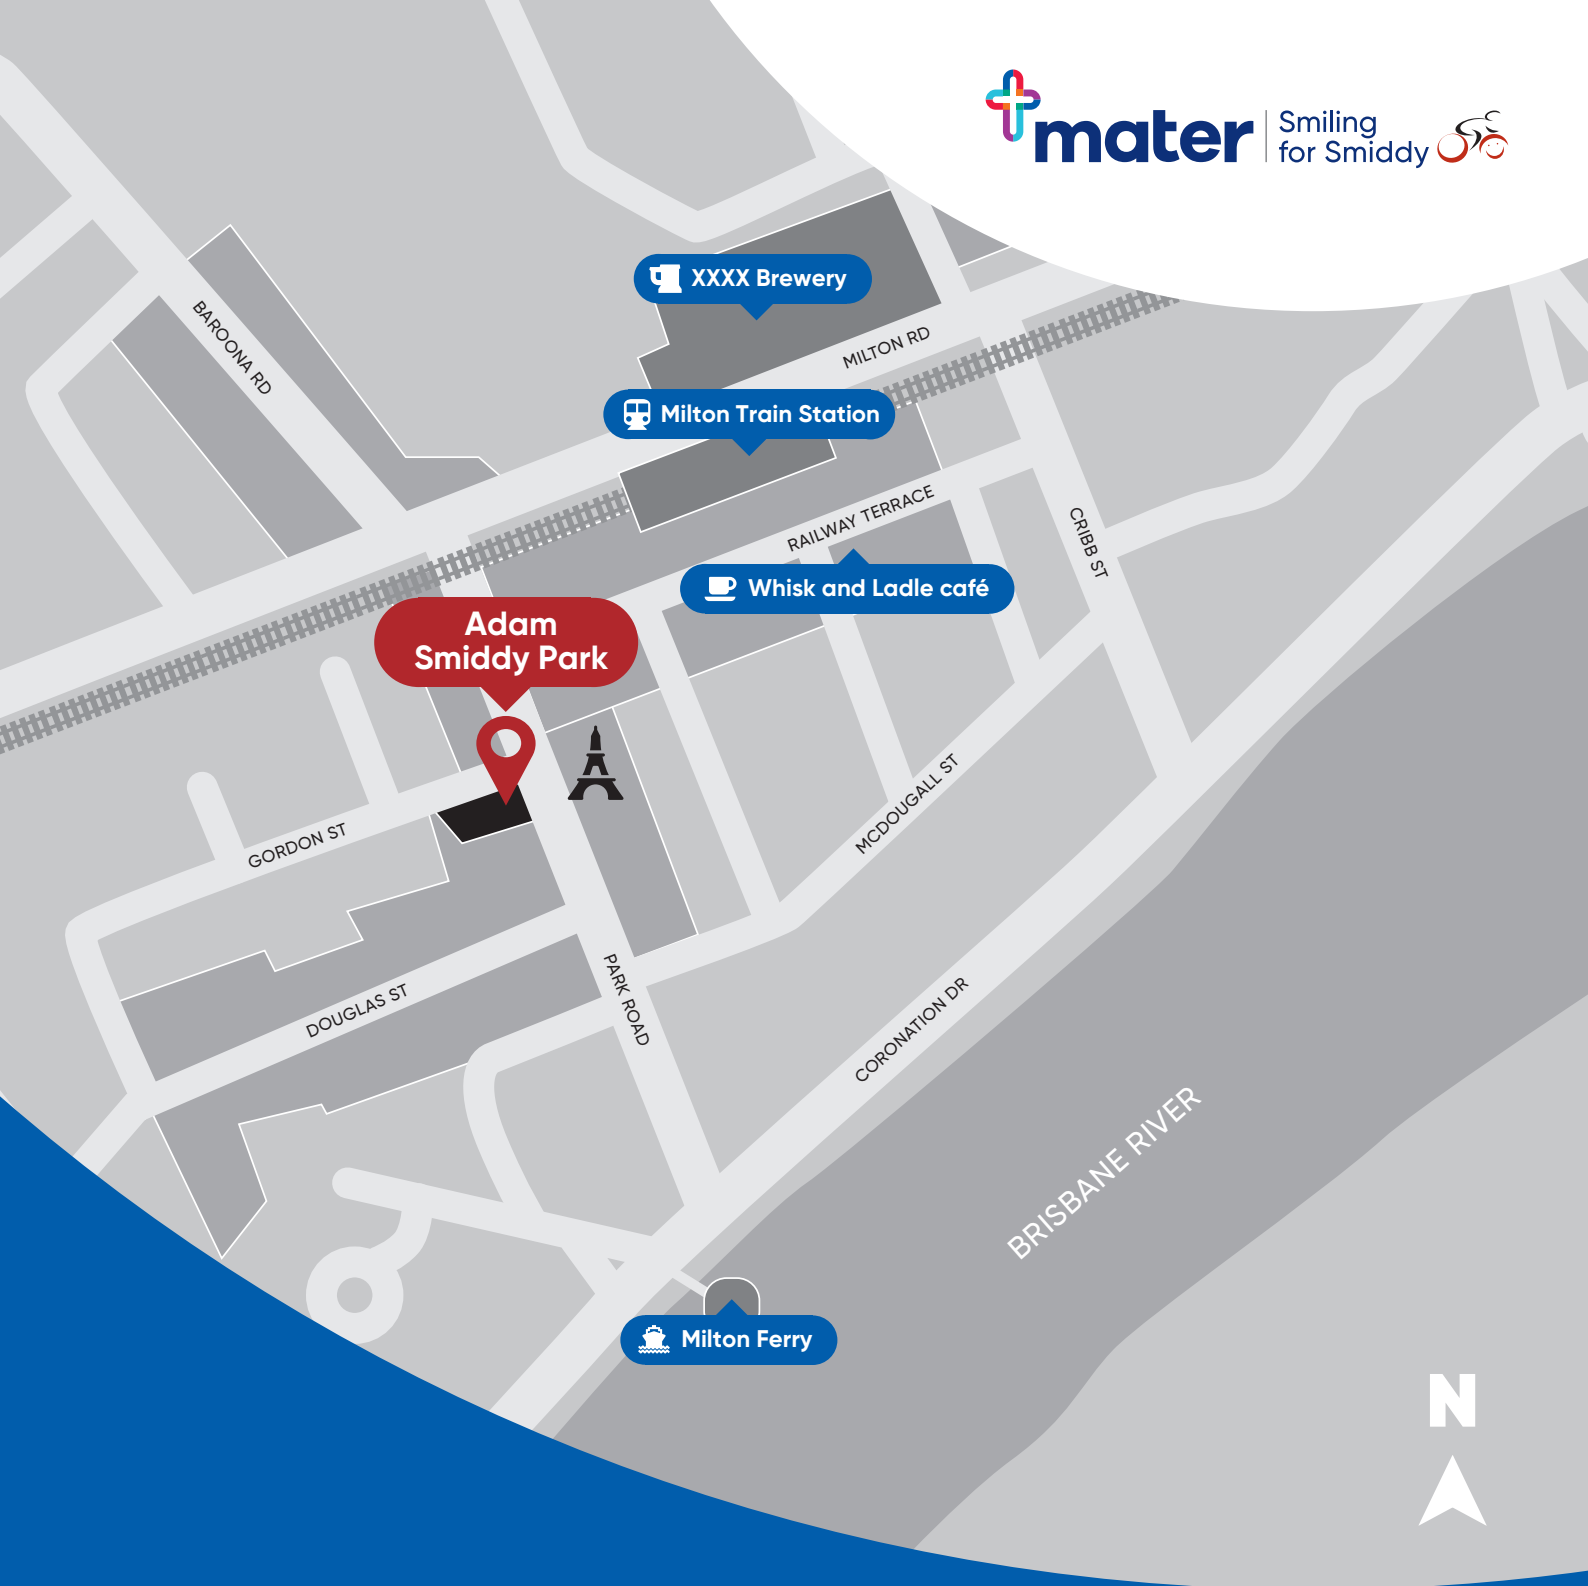 mater
Smiling
for Smiddy
XXXX Brewery
BAROONA RD
MILTON RD
Milton Train Station
RAILWAY TERRACE
CRIBB ST
Whisk and Ladle café
Adam
Smiddy Park
MCDOUGALL ST
GORDON ST
PARK ROAD
DOUGLAS ST
CORONATION DR
BRISBANE RIVER
Milton Ferry
N